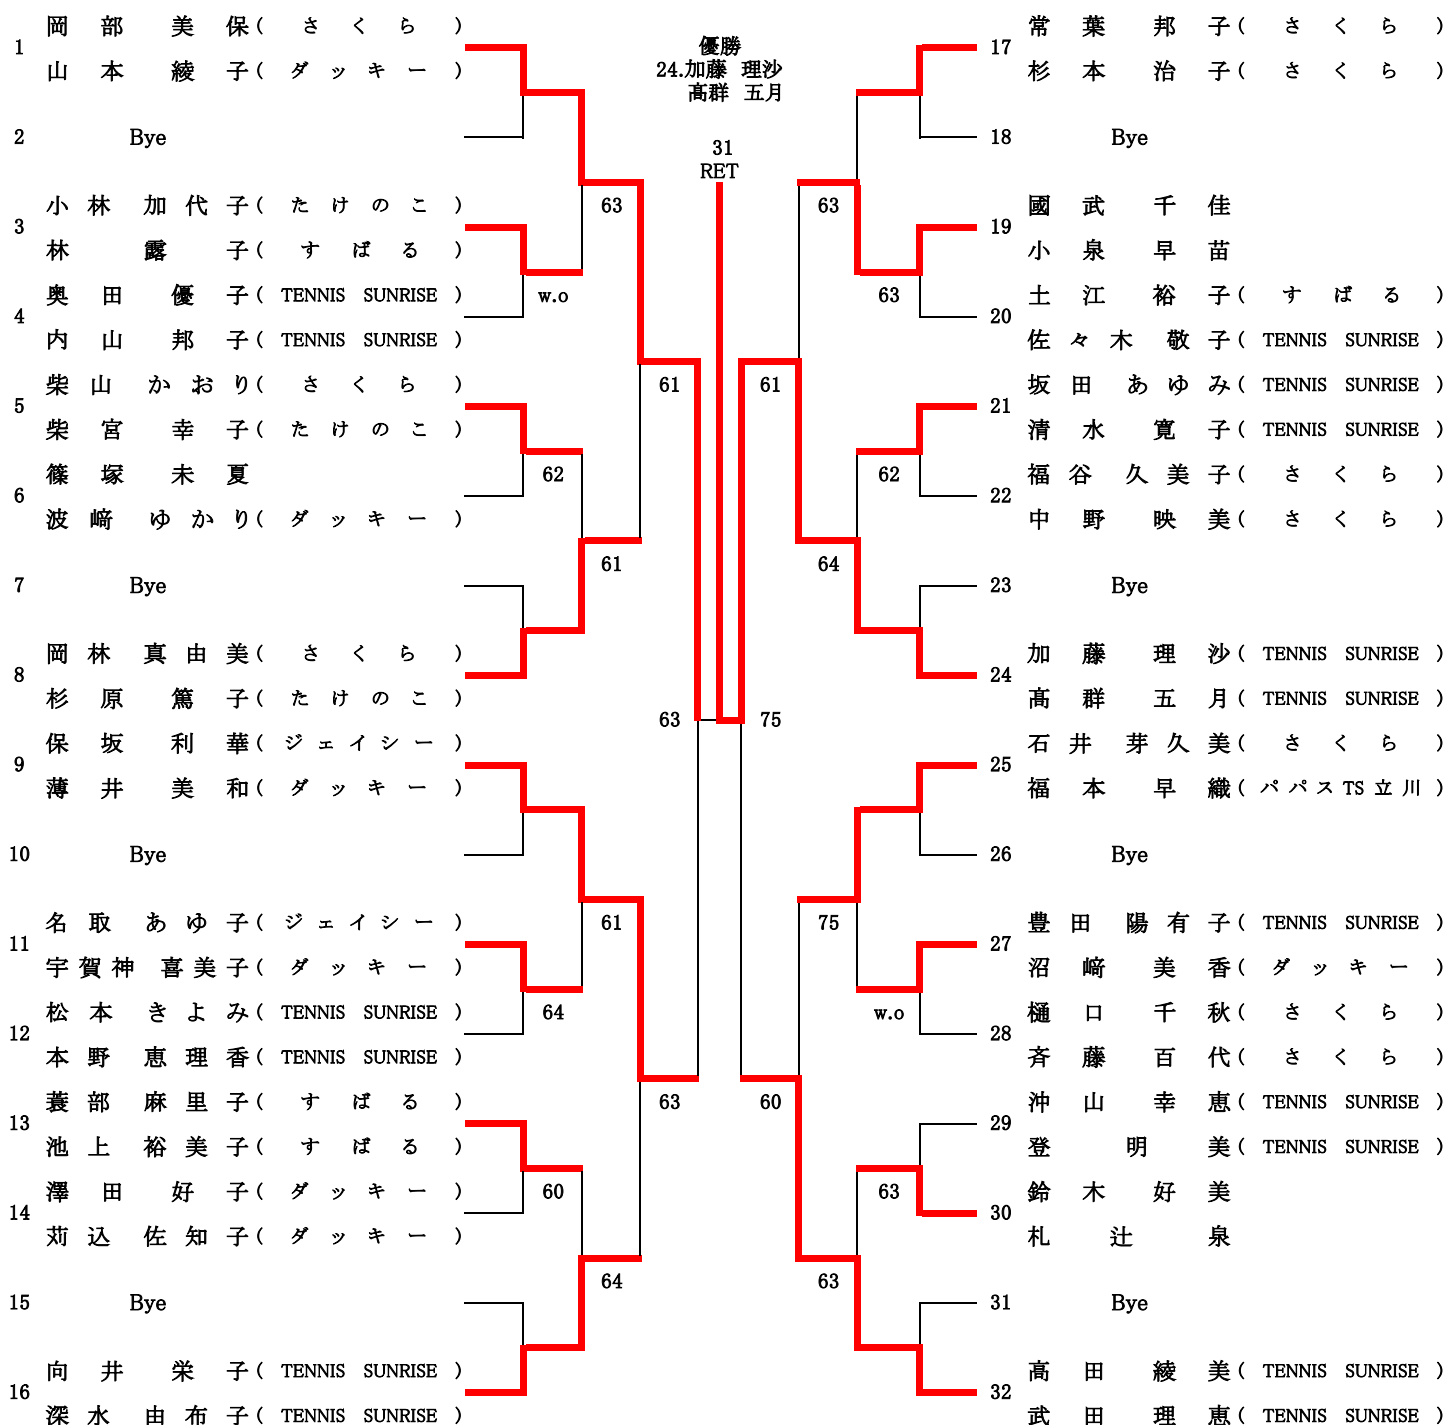 優勝
24.加藤 理沙
髙群 五月
31
RET
岡部 美保(さくら)
1
山本 綾子(ダッキー)
2 Bye
小林 加代子(たけのこ)
3
林 露子(すばる)
奥田 優子(TENNIS SUNRISE)
4
内山 邦子(TENNIS SUNRISE)
柴山 かおり(さくら)
5
柴宮 幸子(たけのこ)
篠塚 未夏
6
波﨑 ゆかり(ダッキー)
7 Bye
岡林 真由美(さくら)
8
杉原 篤子(たけのこ)
保坂 利華(ジェイシー)
9
薄井 美和(ダッキー)
10 Bye
名取 あゆ子(ジェイシー)
11
宇賀神 喜美子(ダッキー)
松本 きよみ(TENNIS SUNRISE)
12
本野 恵理香(TENNIS SUNRISE)
蓑部 麻里子(すばる)
13
池上 裕美子(すばる)
澤田 好子(ダッキー)
14
苅込 佐知子(ダッキー)
15 Bye
向井 栄子(TENNIS SUNRISE)
16
深水 由布子(TENNIS SUNRISE)
w.o
62
64
60
63
61
61
64
61
63
63
75
61
60
63
64
75
63
63
62
w.o
63
常葉 邦子(さくら)
17
杉本 治子(さくら)
18 Bye
國武 千佳
19
小泉 早苗
土江 裕子(すばる)
20
佐々木 敬子(TENNIS SUNRISE)
坂田 あゆみ(TENNIS SUNRISE)
21
清水 寛子(TENNIS SUNRISE)
福谷 久美子(さくら)
22
中野 映美(さくら)
23 Bye
加藤 理沙(TENNIS SUNRISE)
24
髙群 五月(TENNIS SUNRISE)
石井 芽久美(さくら)
25
福本 早織(パパスTS立川)
26 Bye
豊田 陽有子(TENNIS SUNRISE)
27
沼﨑 美香(ダッキー)
樋口 千秋(さくら)
28
斉藤 百代(さくら)
沖山 幸恵(TENNIS SUNRISE)
29
登 明美(TENNIS SUNRISE)
鈴木 好美
30
札辻 泉
31 Bye
高田 綾美(TENNIS SUNRISE)
32
武田 理恵(TENNIS SUNRISE)